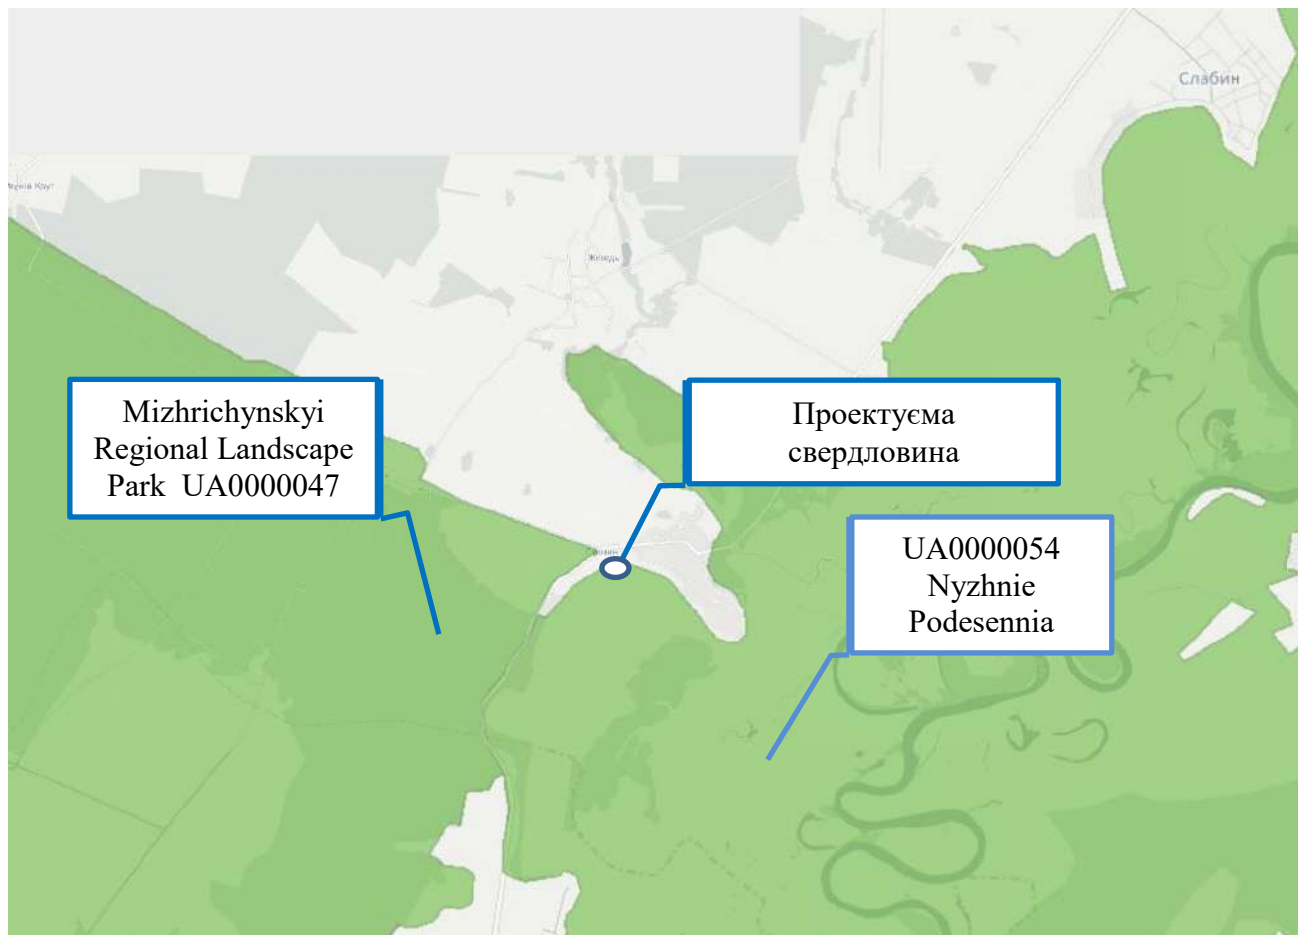 Слабин
Жеведь
Mizhrichynskyi
Regional Landscape
Park UA0000047
Проектуєма
свердловина
UA0000054
Nyzhnie
Podesennia